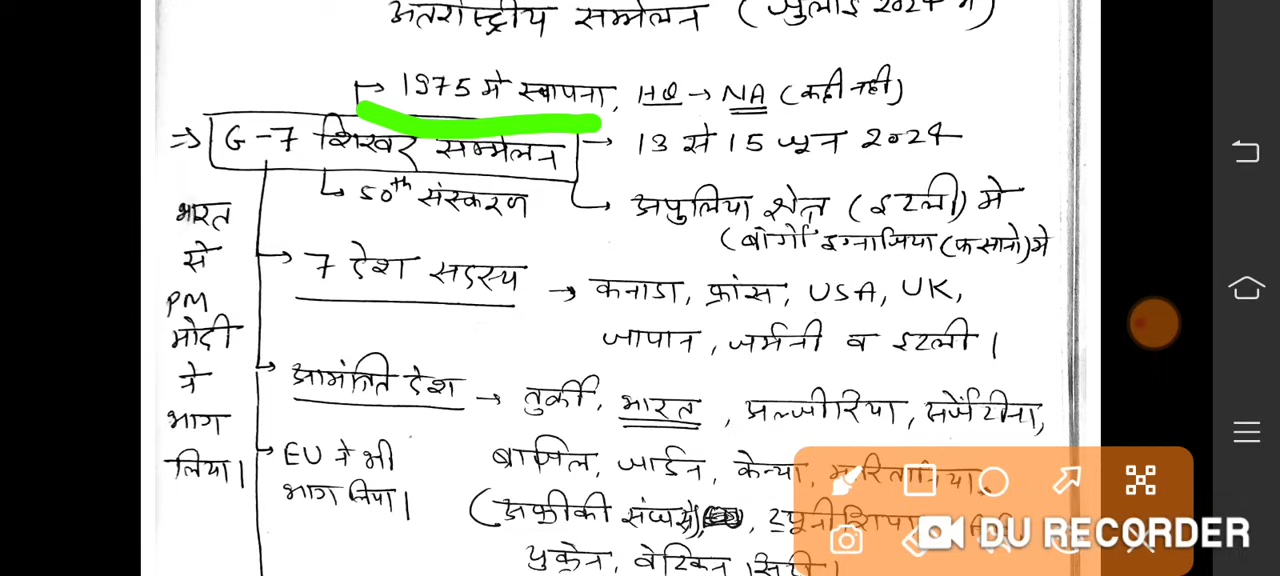 अंतर्राष्ट्रीय सम्मेलन (जुलाई 2024 में)
→ 1975 में स्थापना, HQ → NA (कही नही)
⇒ G-7 शिखर सम्मेलन → 13 से 15 जून 2024
50th संस्करण → अपुलिया क्षेत्र (इटली) में
(बोर्गो इग्नाजिया (फसानो) में
भारत से PM मोदी ने भाग लिया।
→ 7 देश सदस्य → कनाडा, फ्रांस, USA, UK,
जापान, जर्मनी व इटली।
→ आमंत्रित देश → तुर्की, भारत, अल्जीरिया, अर्जेंटीना,
ब्राजिल, जार्डन, केन्या, मारितानिया,
→ EU ने भी भाग लिया।
(अफ्रीकी संघ से), ट्यूनीशिया
युक्रेन, वेटिकन सिटी।
DU RECORDER